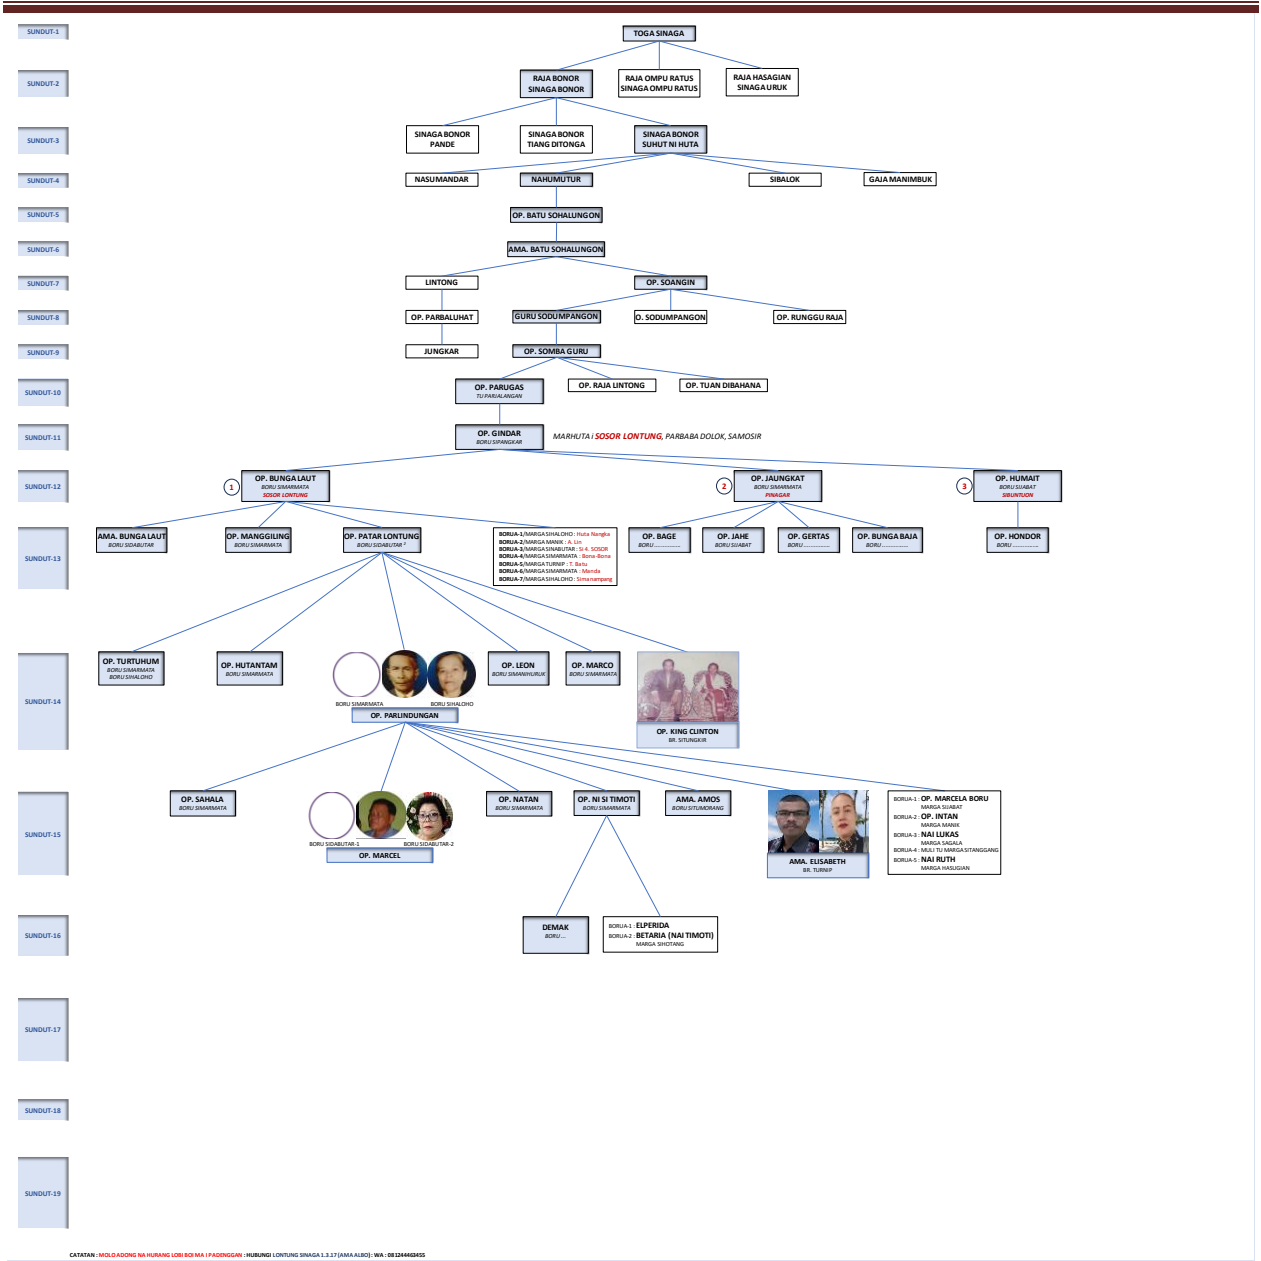 SUNDUT-1
TOGA SINAGA
SUNDUT-2
RAJA BONOR
SINAGA BONOR
RAJA OMPU RATUS
SINAGA OMPU RATUS
RAJA HASAGIAN
SINAGA URUK
SUNDUT-3
SINAGA BONOR
PANDE
SINAGA BONOR
TIANG DITONGA
SINAGA BONOR
SUHUT NI HUTA
SUNDUT-4
NASUMANDAR
NAHUMUTUR
SIBALOK
GAJA MANIMBUK
SUNDUT-5
OP. BATU SOHALUNGON
SUNDUT-6
AMA. BATU SOHALUNGON
SUNDUT-7
LINTONG
OP. SOANGIN
SUNDUT-8
OP. PARBALUHAT
GURU SODUMPANGON
O. SODUMPANGON
OP. RUNGGU RAJA
SUNDUT-9
JUNGKAR
OP. SOMBA GURU
SUNDUT-10
OP. PARUGAS
TU PARJALANGAN
OP. RAJA LINTONG
OP. TUAN DIBAHANA
SUNDUT-11
OP. GINDAR
BORU SIPANGKAR
MARHUTA i SOSOR LONTUNG, PARBABA DOLOK, SAMOSIR
SUNDUT-12
1
OP. BUNGA LAUT
BORU SIMARMATA
SOSOR LONTUNG
2
OP. JAUNGKAT
BORU SIMARMATA
PINAGAR
3
OP. HUMAIT
BORU SIJABAT
SIBUNTUON
SUNDUT-13
AMA. BUNGA LAUT
BORU SIDABUTAR
OP. MANGGILING
BORU SIMARMATA
OP. PATAR LONTUNG
BORU SIDABUTAR ²
BORUA-1/MARGA SIHALOHO : Huta Nangka
BORUA-2/MARGA MANIK : A. Lin
BORUA-3/MARGA SINABUTAR : Si 4. SOSOR
BORUA-4/MARGA SIMARMATA : Bona-Bona
BORUA-5/MARGA TURNIP : T. Batu
BORUA-6/MARGA SIMARMATA : Manda
BORUA-7/MARGA SIHALOHO : Simanampang
OP. BAGE
BORU ................
OP. JAHE
BORU SIJABAT
OP. GERTAS
BORU ................
OP. BUNGA BAJA
BORU ................
OP. HONDOR
BORU ................
SUNDUT-14
OP. TURTUHUM
BORU SIMARMATA
BORU SIHALOHO
OP. HUTANTAM
BORU SIMARMATA
BORU SIMARMATA
BORU SIHALOHO
OP. PARLINDUNGAN
OP. LEON
BORU SIMANIHURUK
OP. MARCO
BORU SIMARMATA
OP. KING CLINTON
BR. SITUNGKIR
SUNDUT-15
OP. SAHALA
BORU SIMARMATA
BORU SIDABUTAR-1
BORU SIDABUTAR-2
OP. MARCEL
OP. NATAN
BORU SIMARMATA
OP. NI SI TIMOTI
BORU SIMARMATA
AMA. AMOS
BORU SITUMORANG
AMA. ELISABETH
BR. TURNIP
BORUA-1 : OP. MARCELA BORU
MARGA SIJABAT
BORUA-2 : OP. INTAN
MARGA MANIK
BORUA-3 : NAI LUKAS
MARGA SAGALA
BORUA-4 : MULI TU MARGA SITANGGANG
BORUA-5 : NAI RUTH
MARGA HASUGIAN
SUNDUT-16
DEMAK
BORU ...
BORUA-1 : ELPERIDA
BORUA-2 : BETARIA (NAI TIMOTI)
MARGA SIHOTANG
SUNDUT-17
SUNDUT-18
SUNDUT-19
CATATAN : MOLO ADONG NA HURANG LOBI BOI MA I PADENGGAN : HUBUNGI LONTUNG SINAGA 1.3.17 (AMA ALBO) : WA : 081244463455